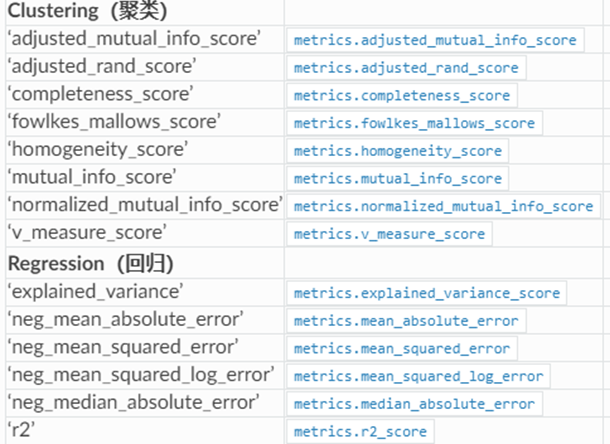 Clustering (聚类)
‘adjusted_mutual_info_score’ metrics.adjusted_mutual_info_score
‘adjusted_rand_score’ metrics.adjusted_rand_score
‘completeness_score’ metrics.completeness_score
‘fowlkes_mallows_score’ metrics.fowlkes_mallows_score
‘homogeneity_score’ metrics.homogeneity_score
‘mutual_info_score’ metrics.mutual_info_score
‘normalized_mutual_info_score’ metrics.normalized_mutual_info_score
‘v_measure_score’ metrics.v_measure_score
Regression (回归)
‘explained_variance’ metrics.explained_variance_score
‘neg_mean_absolute_error’ metrics.mean_absolute_error
‘neg_mean_squared_error’ metrics.mean_squared_error
‘neg_mean_squared_log_error’ metrics.mean_squared_log_error
‘neg_median_absolute_error’ metrics.median_absolute_error
‘r2’ metrics.r2_score